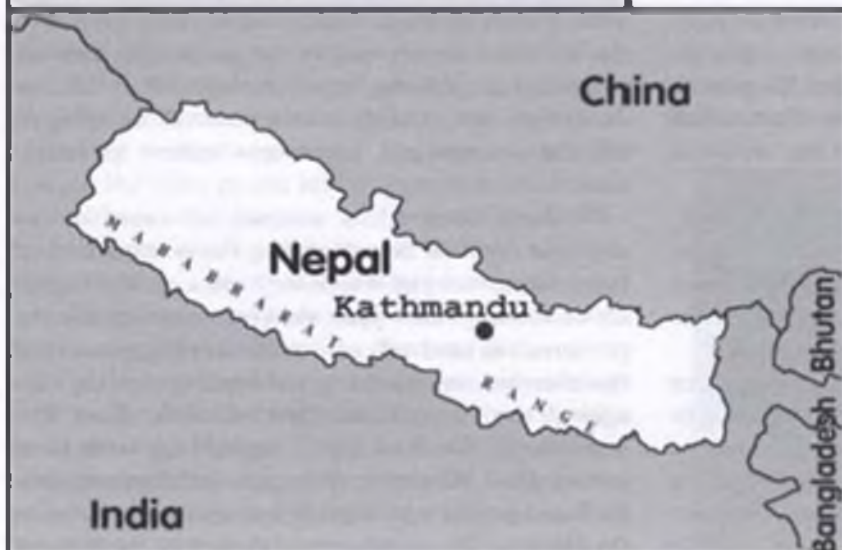 China
Nepal
Kathmandu
MAHABHARAT RANGE
India
Bhutan
Bangladesh